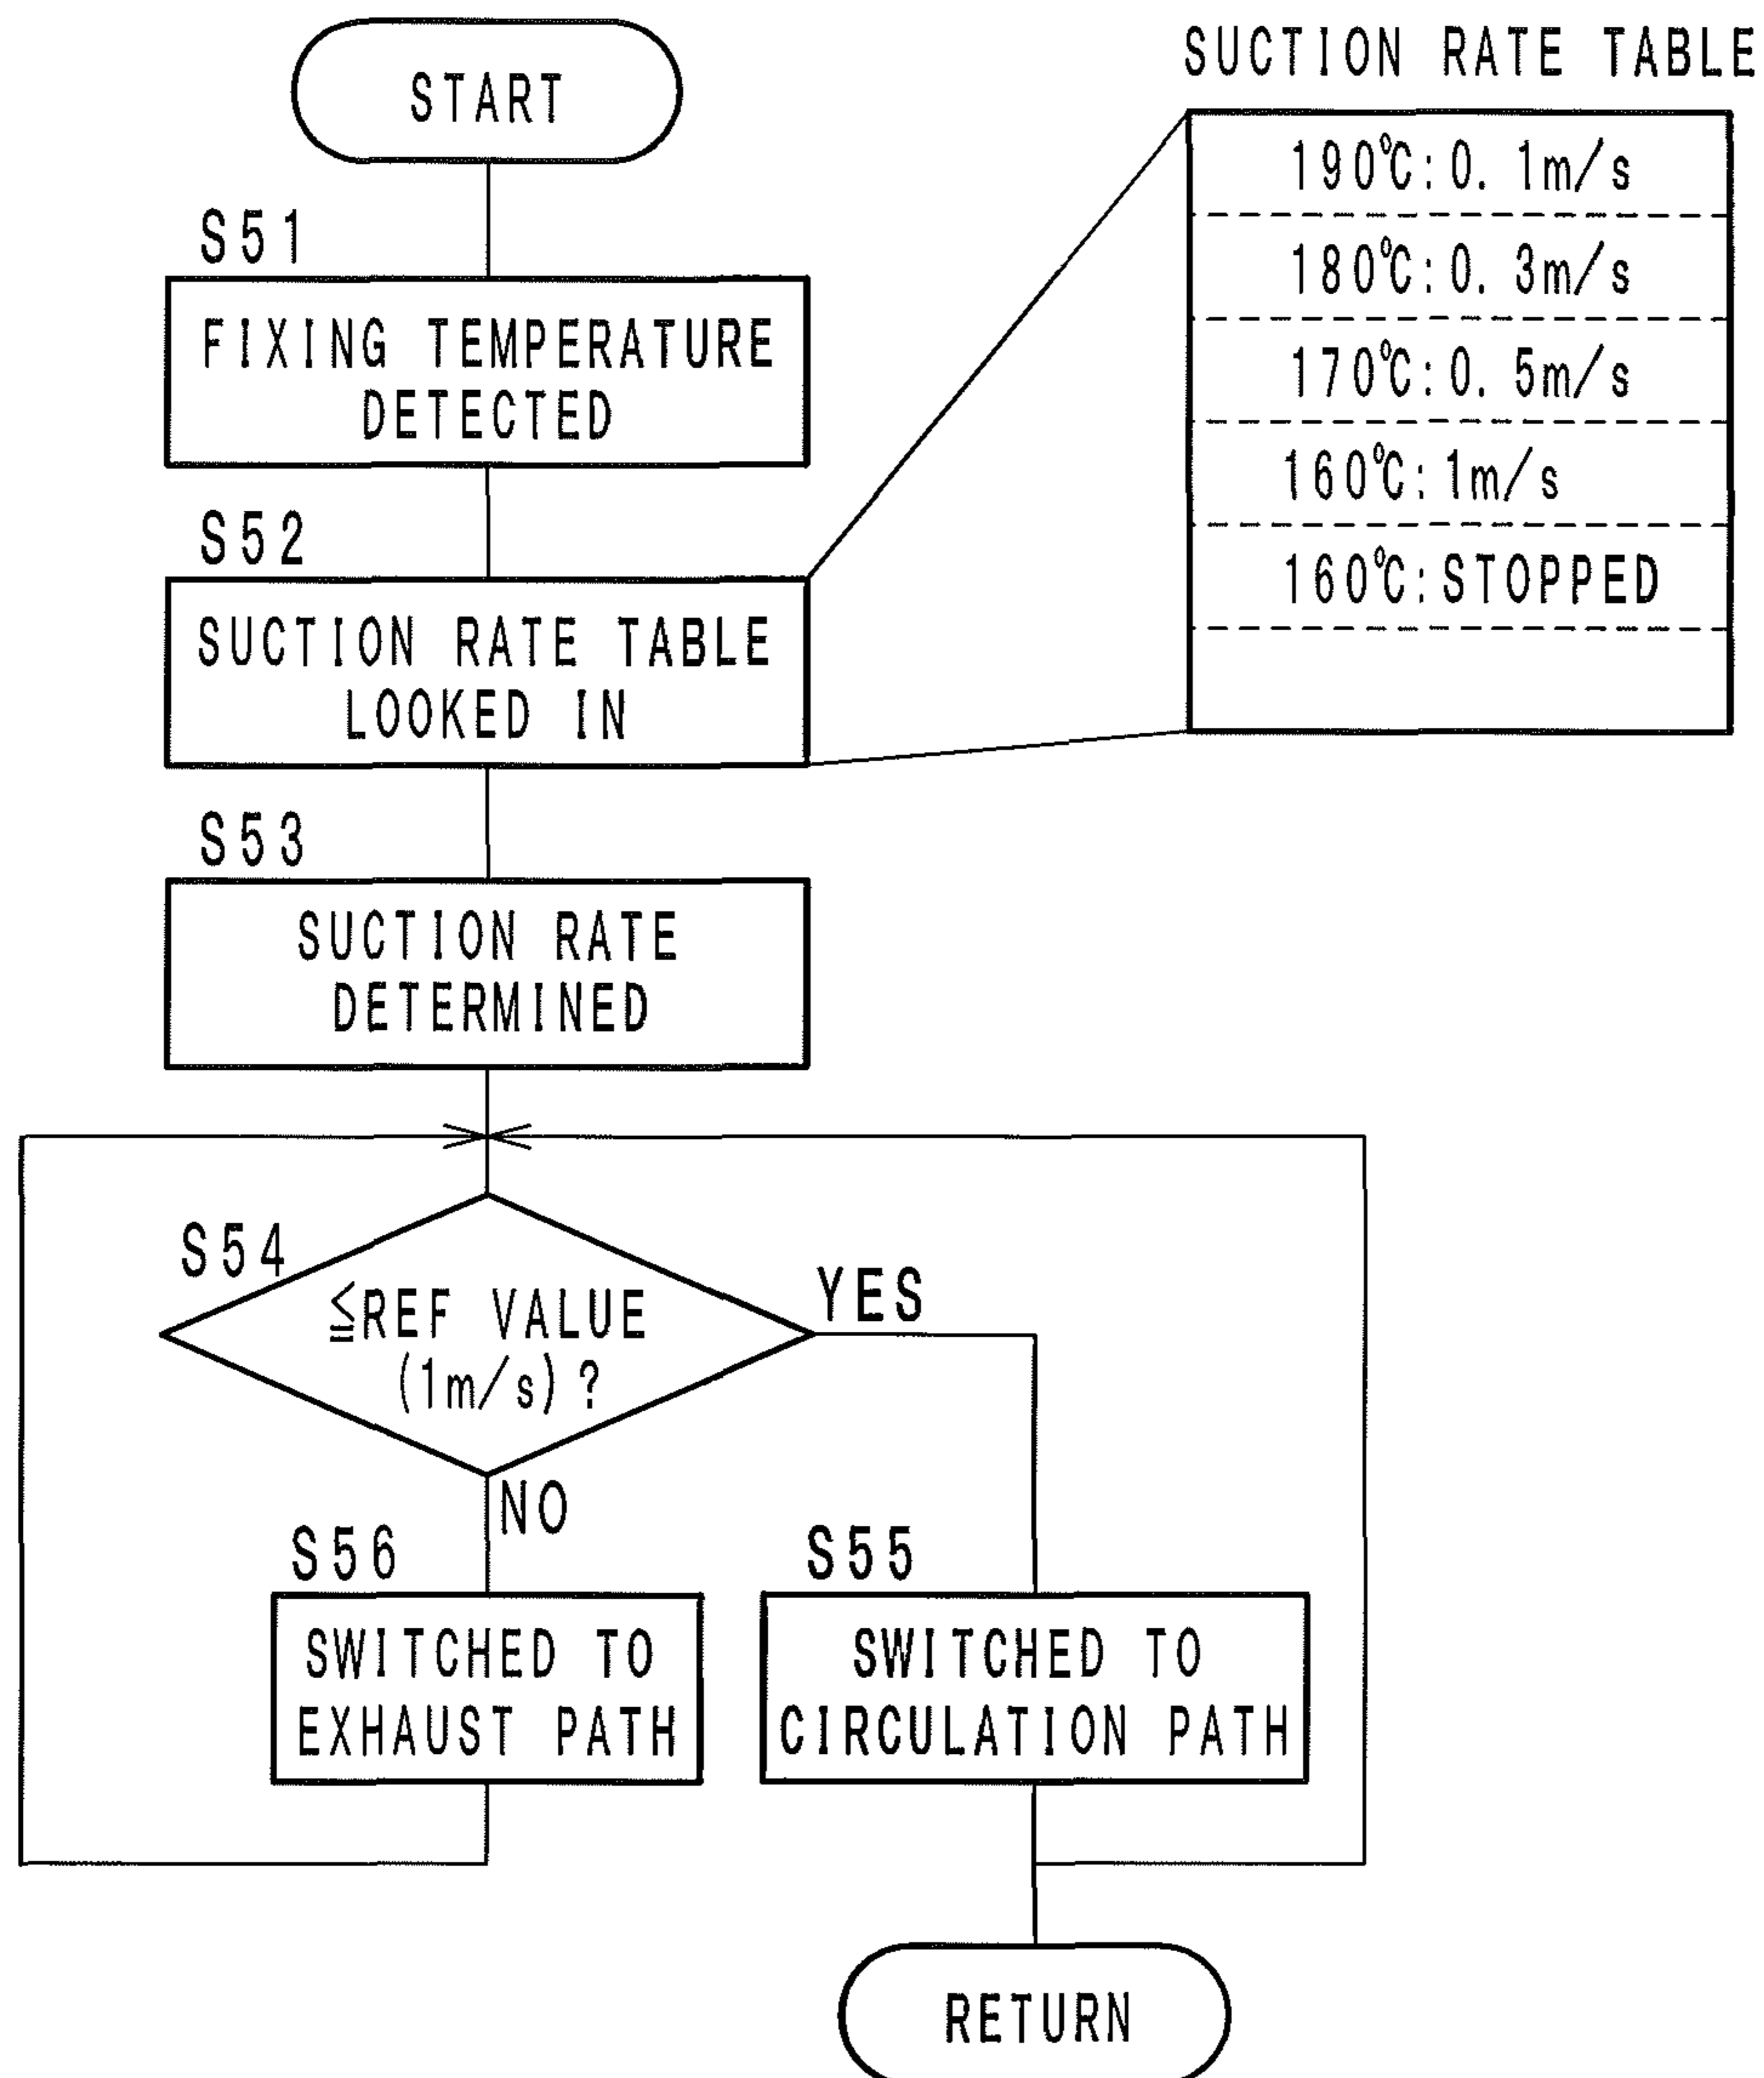 START
SUCTION RATE TABLE
190℃:0. 1m/s
180℃:0. 3m/s
170℃:0. 5m/s
160℃:1m/s
160℃:STOPPED
S51
FIXING TEMPERATURE
DETECTED
S52
SUCTION RATE TABLE
LOOKED IN
S53
SUCTION RATE
DETERMINED
S54
≦REF VALUE
(1m/s)?
YES
NO
S56
SWITCHED TO
EXHAUST PATH
S55
SWITCHED TO
CIRCULATION PATH
RETURN